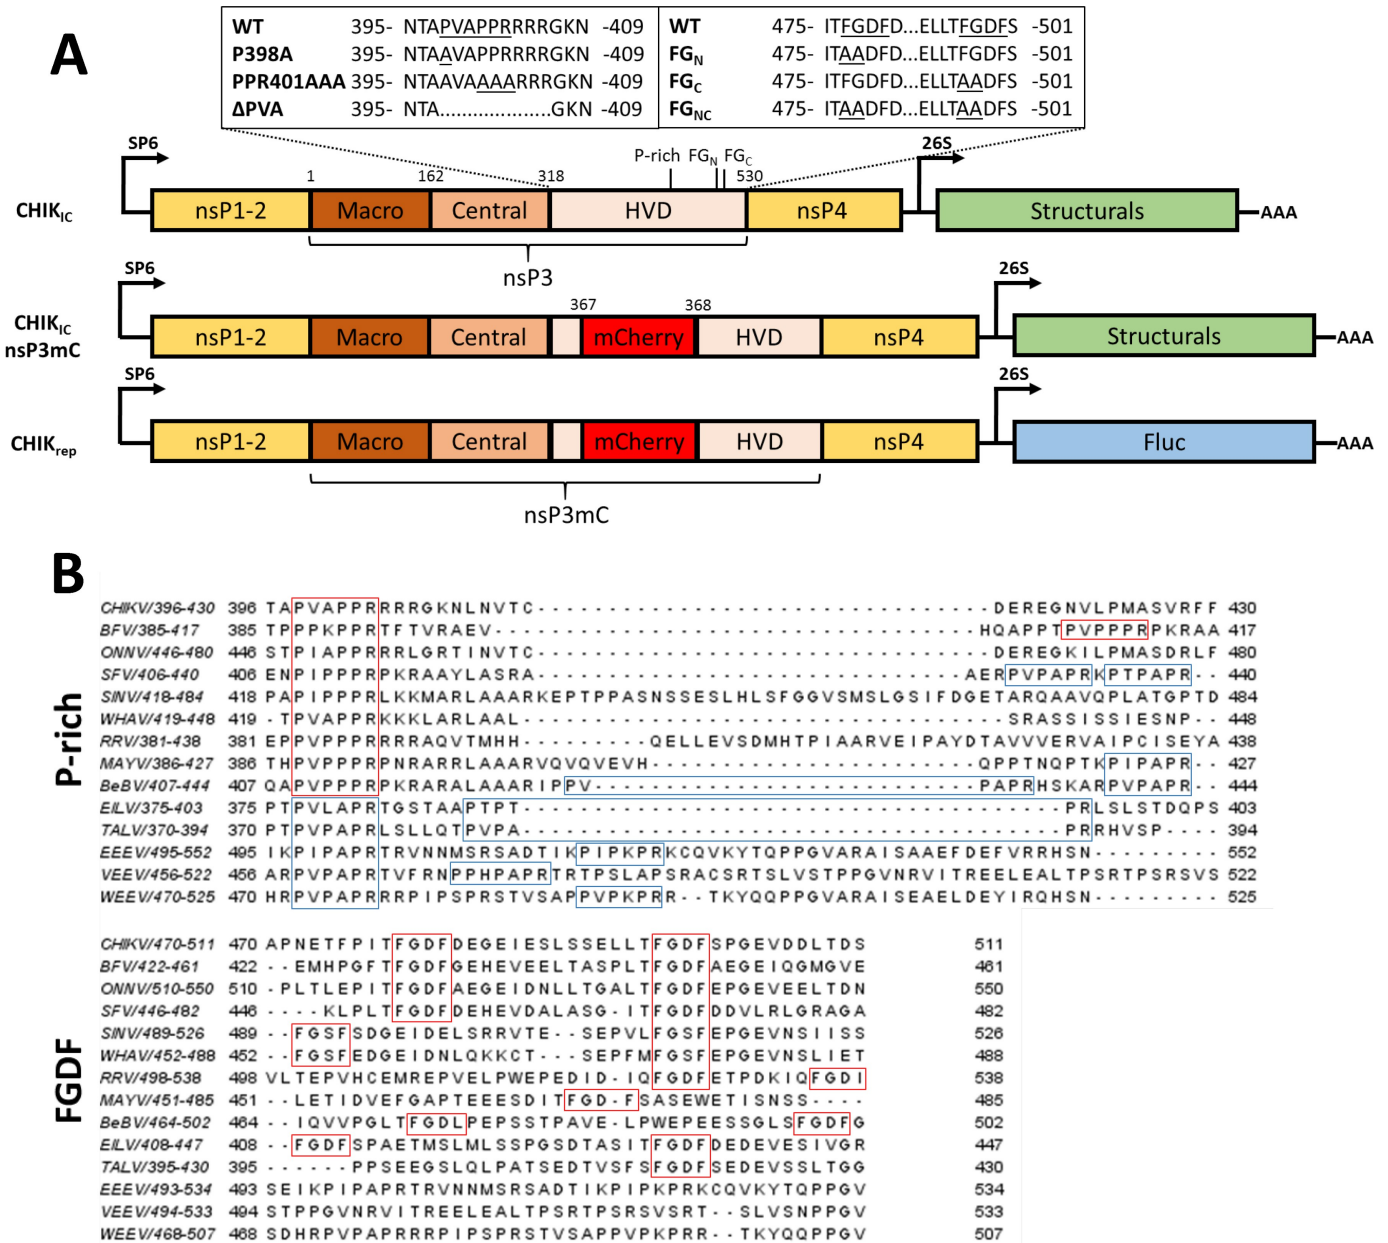 A
WT 395- NTAPVAPPRRRRGKN -409
P398A 395- NTAAVAPPRRRRGKN -409
PPR401AAA 395- NTAAVAAAARRRGKN -409
ΔPVA 395- NTA...................GKN -409
WT 475- ITFGDFD...ELLTFGDFS -501
FGN 475- ITAADFD...ELLTFGDFS -501
FGC 475- ITFGDFD...ELLTAADFS -501
FGNC 475- ITAADFD...ELLTAADFS -501
SP6 P-rich FGN FGC 26S
1 162 318 530
CHIKIC nsP1-2 Macro Central HVD nsP4 Structurals AAA
nsP3
SP6 26S
367 368
CHIKIC nsP3mC nsP1-2 Macro Central mCherry HVD nsP4 Structurals AAA
SP6 26S
CHIKrep nsP1-2 Macro Central mCherry HVD nsP4 Fluc AAA
nsP3mC
B
P-rich
CHIKV/396-430 396 TAPVAPPRRRRGKNLNVTC--------------------------------DEREGNVLPMASVRFF 430
BFV/385-417 385 TPPPKPPRTFTVRAEV----------------------------------HQAPPTPVPPPRPKRAA 417
ONNV/446-480 446 STPIAPPRRRLGRTINVTC--------------------------------DEREGKILPMASDRLF 480
SFV/406-440 406 ENPIPPPRPKRAAYLASRA------------------------------AERPVPAPRKPTPAPR-- 440
SINV/418-484 418 PAPIPPPRLKKMARLAAARKEPTPPASNSSESLHLSFGGVSMSLGSIFDGETARQAAVQPLATGPTD 484
WHAV/419-448 419 -TPVAPPRKKKLARLAAL-----------------------------------SRASSISSIESNP-- 448
RRV/381-438 381 EPPVPPPRRRRAQVTMHH---------QELLEVSDMHTPIAARVEIPAYDTAVVVERVAIPCISEYA 438
MAYV/386-427 386 THPVPPPRPNRARRLAAARVQVQVEVH---------------------QPPTNQPTKPIPAPR-- 427
BeBV/407-444 407 QAPVPPPRPKRARALAAARIPPV---------------------------PAPRHSKARPVPAPR-- 444
EILV/375-403 375 PTPVLAPRTGSTAAPTPT--------------------------------------PRLSLSTDQPS 403
TALV/370-394 370 PTPVPAPRLSLLQTPVPA--------------------------------------PRRHVSP---- 394
EEEV/495-552 495 IKPIPAPRTRVNNMSRSADTIKPIPKPRKCQVKYTQPPGVARAISAAEFDEFVRRHSN--------- 552
VEEV/456-522 456 ARPVPAPRTVFRNPPHPAPRTRTPSLAPSRACSRTSLVSTPPGVNRVITREELEALTPSRTPSRSVS 522
WEEV/470-525 470 HRPVPAPRRRPIPSPRSTVSAPPVPKPRR--TKYQQPPGVARAISEAELDEYIRQHSN--------- 525
FGDF
CHIKV/470-511 470 APNETFPITFGDFDEGEIESLSSELLTFGDFSPGEVDDLTDS 511
BFV/422-461 422 --EMHPGFTFGDFGEHEVEELTASPLTFGDFAEGEIQGMGVE 461
ONNV/510-550 510 -PLTLEPITFGDFAEGEIDNLLTGALTFGDFEPGEVEELTDN 550
SFV/446-482 446 ----KLPLTFGDFDEHEVDALASG-ITFGDFDDVLRLGRAGA 482
SINV/489-526 489 --FGSFSDGEIDELSRRVTE--SEPVLFGSFEPGEVNSIISS 526
WHAV/452-488 452 --FGSFEDGEIDNLQKKCT---SEPFMFGSFEPGEVNSLIET 488
RRV/498-538 498 VLTEPVHCEMREPVELPWEPEDID-IQFGDFETPDKIQFGDI 538
MAYV/451-485 451 --LETIDVEFGAPTEEESDITFGD-FSASEWETISNSS---- 485
BeBV/464-502 464 --IQVVPGLTFGDLPEPSSTPAVE-LPWEPEESSGLSFGDFG 502
EILV/408-447 408 --FGDFSPAETMSLMLSSPGSDTASITFGDFDEDEVESIVGR 447
TALV/395-430 395 ------PPSEEGSLQLPATSEDTVSFSFGDFSEDEVSSLTGG 430
EEEV/493-534 493 SEIKPIPAPRTRVNNMSRSADTIKPIPKPRKCQVKYTQPPGV 534
VEEV/494-533 494 STPPGVNRVITREELEALTPSRTPSRSVSRT--SLVSNPPGV 533
WEEV/468-507 468 SDHRPVPAPRRRPIPSPRSTVSAPPVPKPRR--TKYQQPPGV 507